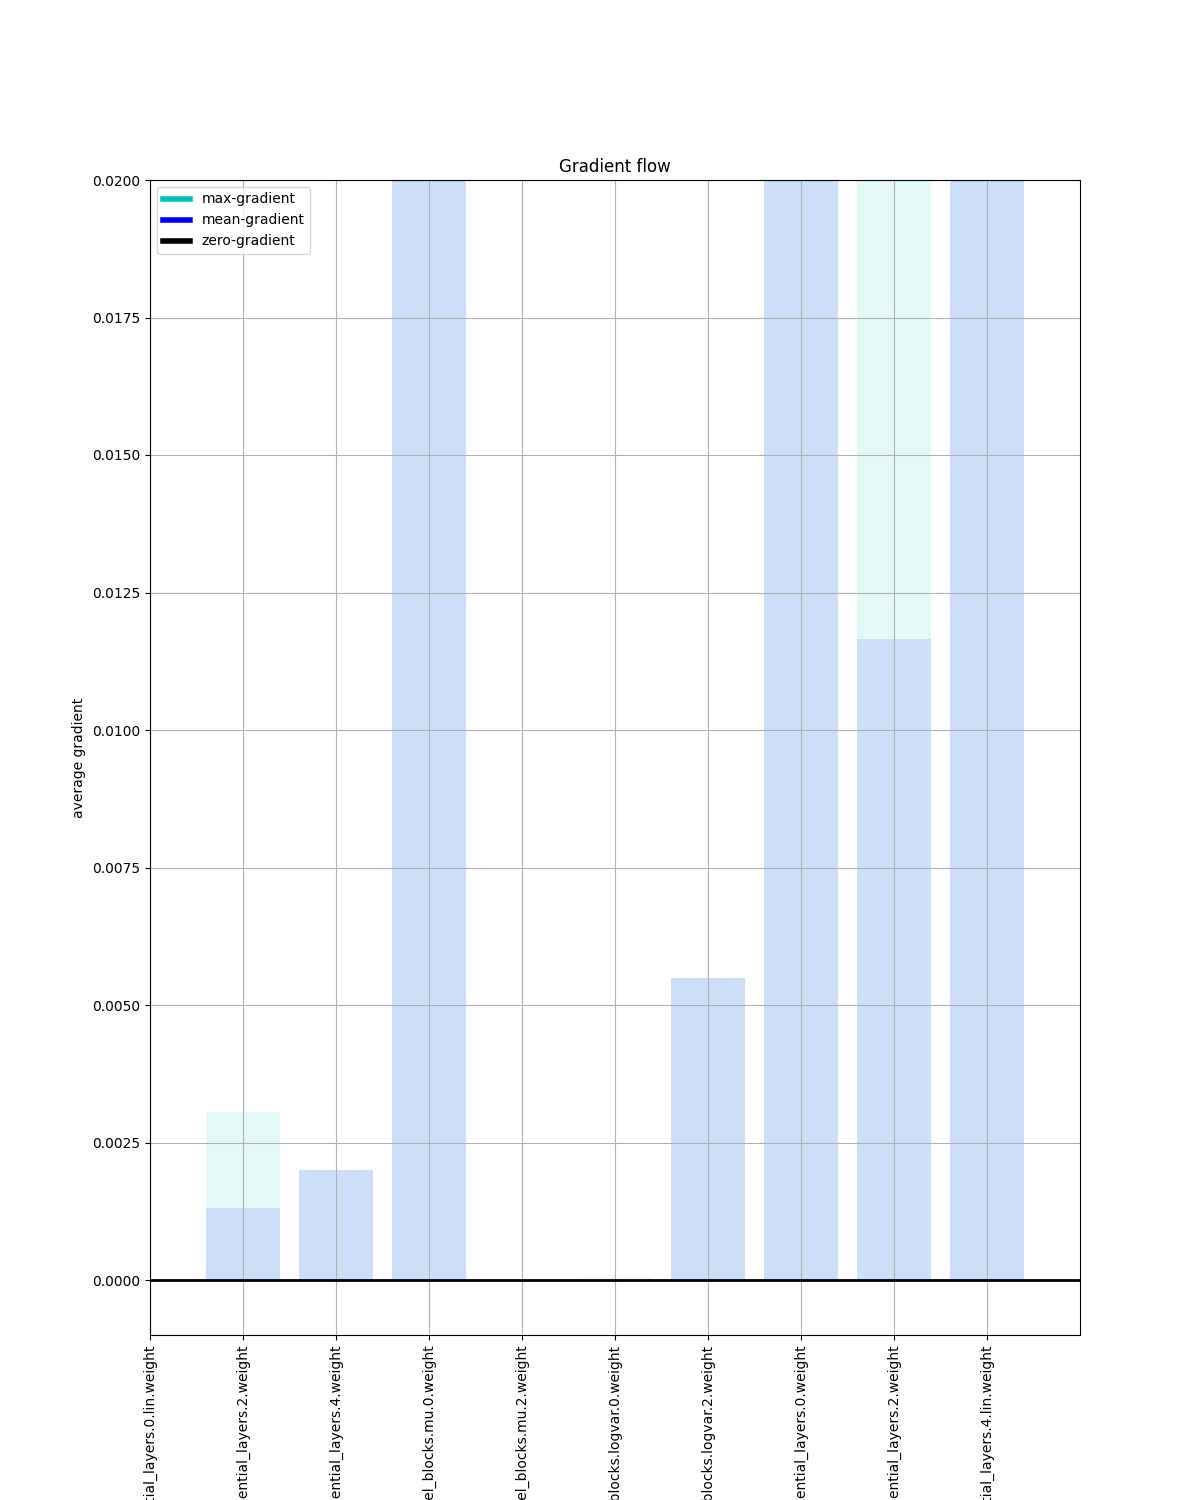 Gradient flow
max-gradient
mean-gradient
zero-gradient
0.0200
0.0175
0.0150
0.0125
0.0100
0.0075
0.0050
0.0025
0.0000
average gradient
tial_layers.0.lin.weight
ential_layers.2.weight
ential_layers.4.weight
el_blocks.mu.0.weight
el_blocks.mu.2.weight
blocks.logvar.0.weight
blocks.logvar.2.weight
ential_layers.0.weight
ential_layers.2.weight
tial_layers.4.lin.weight